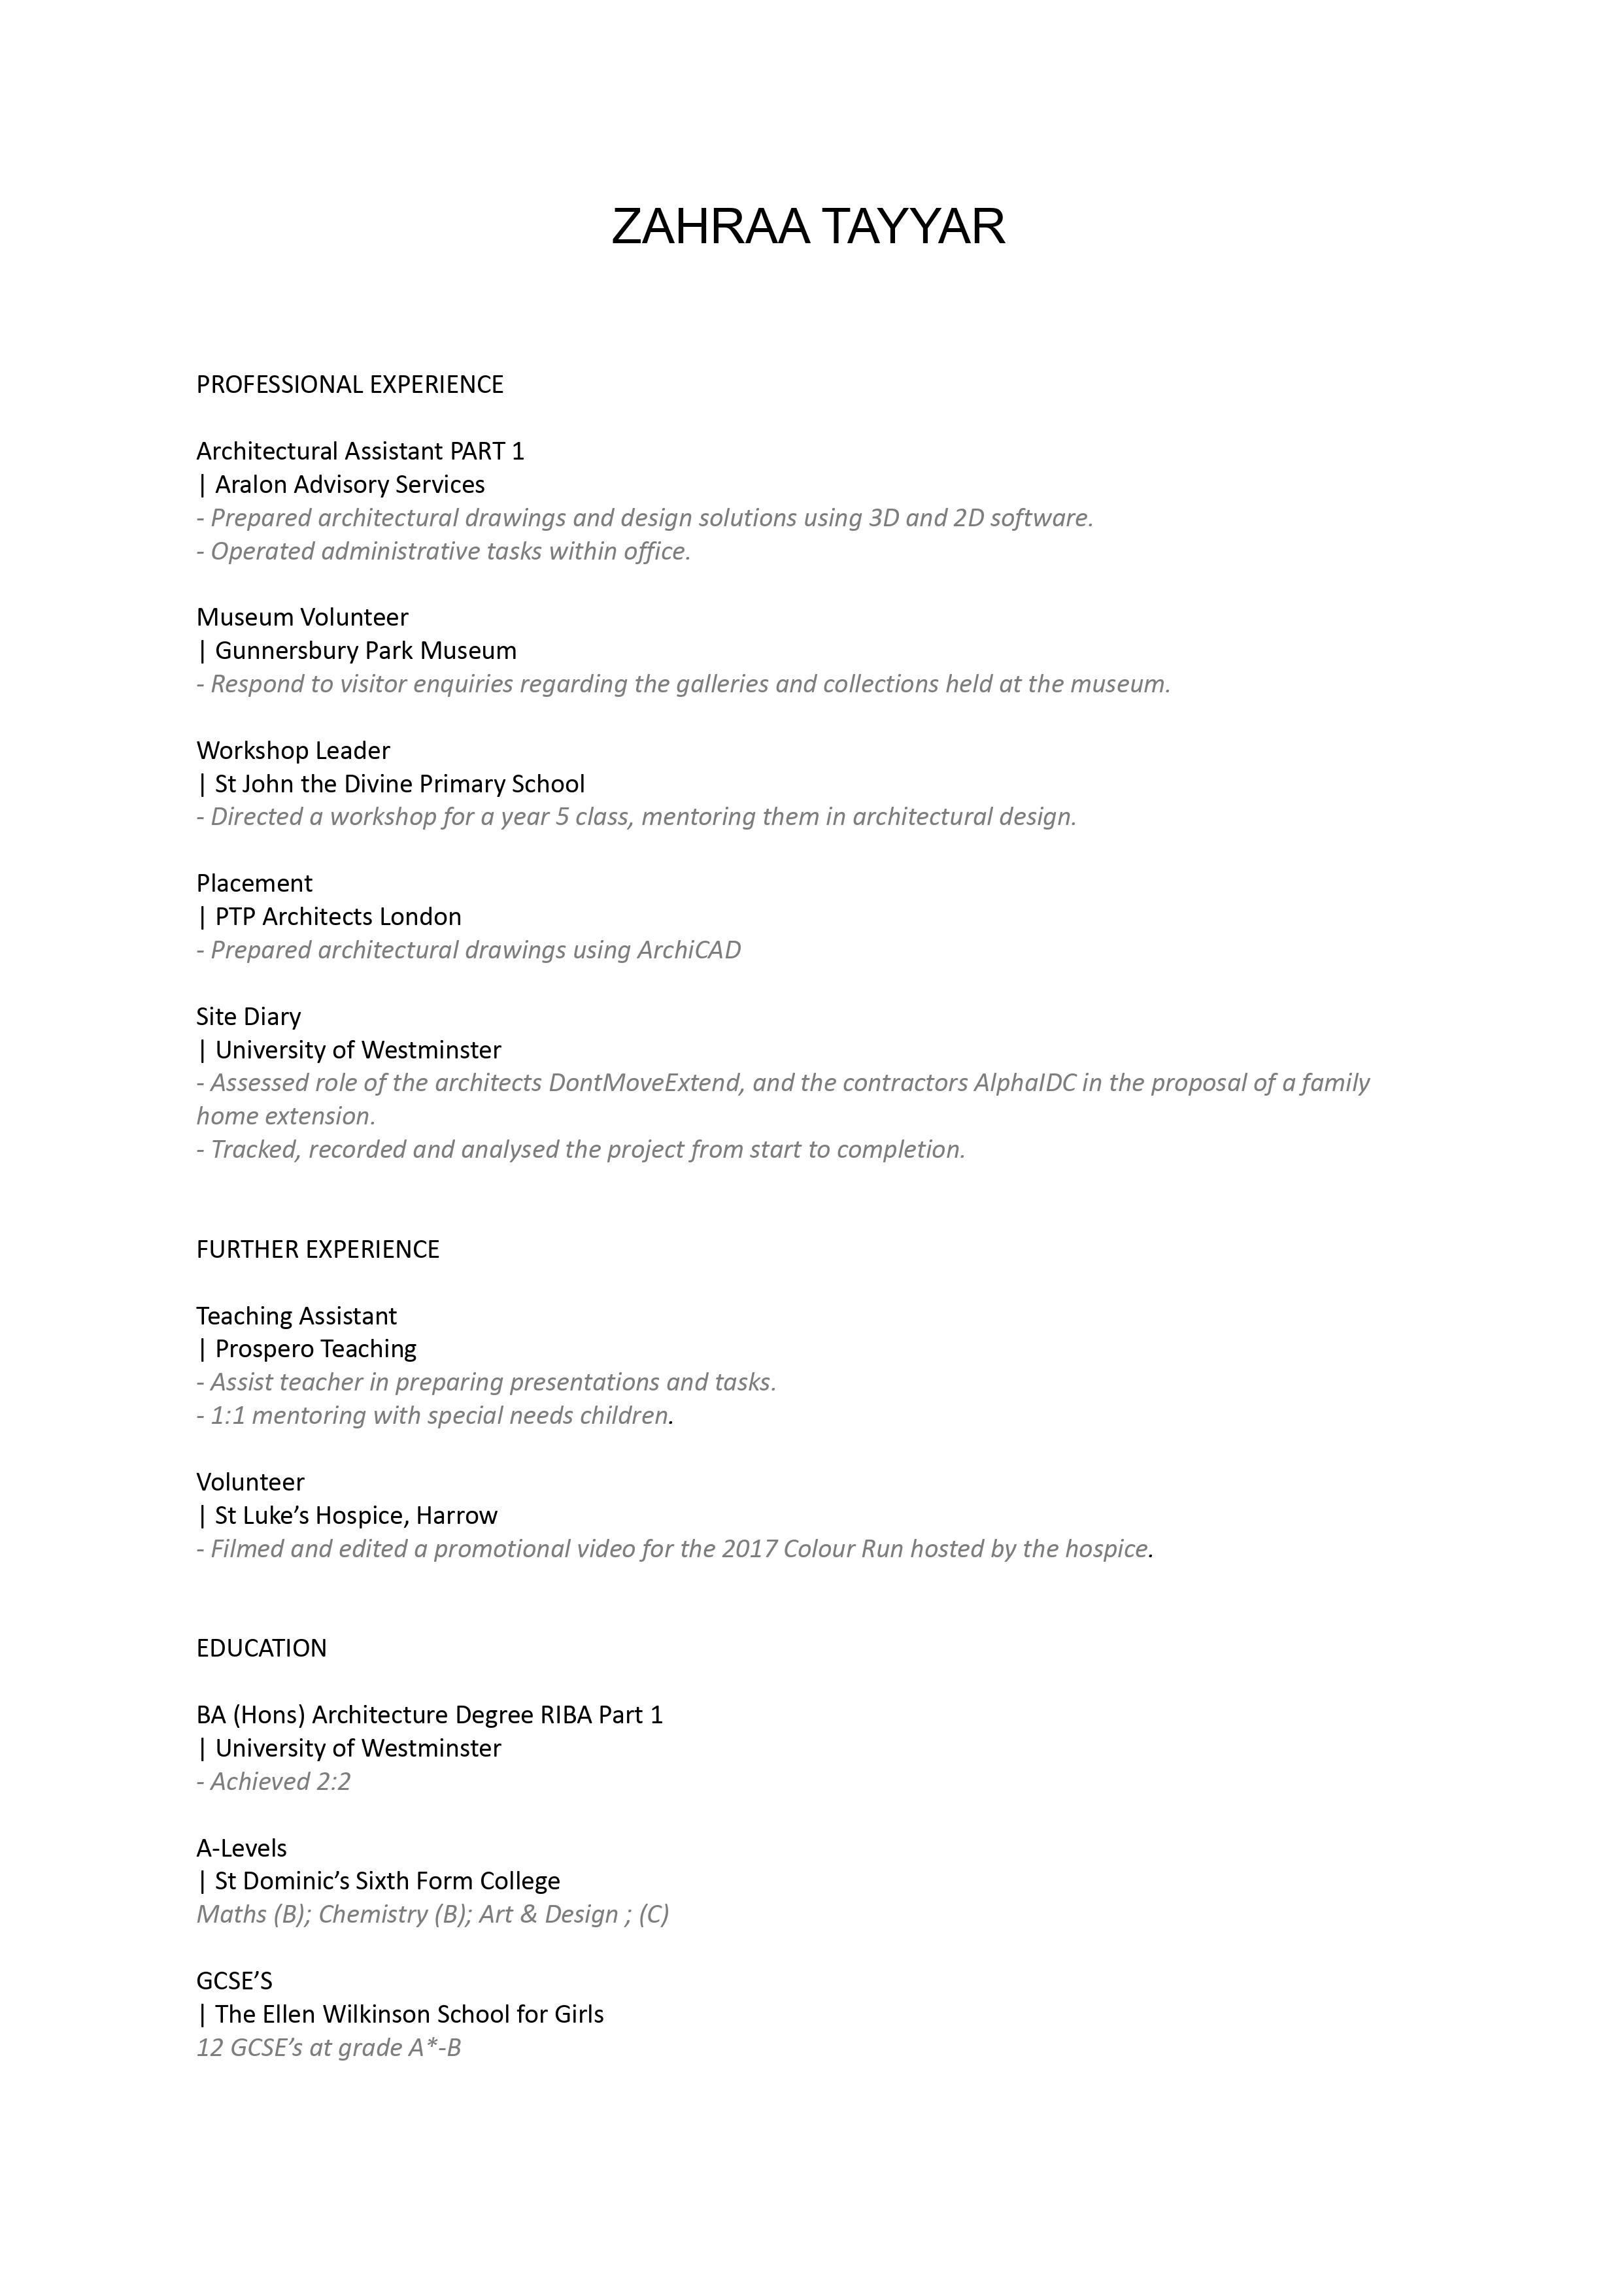 ZAHRAA TAYYAR
PROFESSIONAL EXPERIENCE
Architectural Assistant PART 1
| Aralon Advisory Services
- Prepared architectural drawings and design solutions using 3D and 2D software.
- Operated administrative tasks within office.
Museum Volunteer
| Gunnersbury Park Museum
- Respond to visitor enquiries regarding the galleries and collections held at the museum.
Workshop Leader
| St John the Divine Primary School
- Directed a workshop for a year 5 class, mentoring them in architectural design.
Placement
| PTP Architects London
- Prepared architectural drawings using ArchiCAD
Site Diary
| University of Westminster
- Assessed role of the architects DontMoveExtend, and the contractors AlphaIDC in the proposal of a family
home extension.
- Tracked, recorded and analysed the project from start to completion.
FURTHER EXPERIENCE
Teaching Assistant
| Prospero Teaching
- Assist teacher in preparing presentations and tasks.
- 1:1 mentoring with special needs children.
Volunteer
| St Luke’s Hospice, Harrow
- Filmed and edited a promotional video for the 2017 Colour Run hosted by the hospice.
EDUCATION
BA (Hons) Architecture Degree RIBA Part 1
| University of Westminster
- Achieved 2:2
A-Levels
| St Dominic’s Sixth Form College
Maths (B); Chemistry (B); Art & Design ; (C)
GCSE’S
| The Ellen Wilkinson School for Girls
12 GCSE’s at grade A*-B